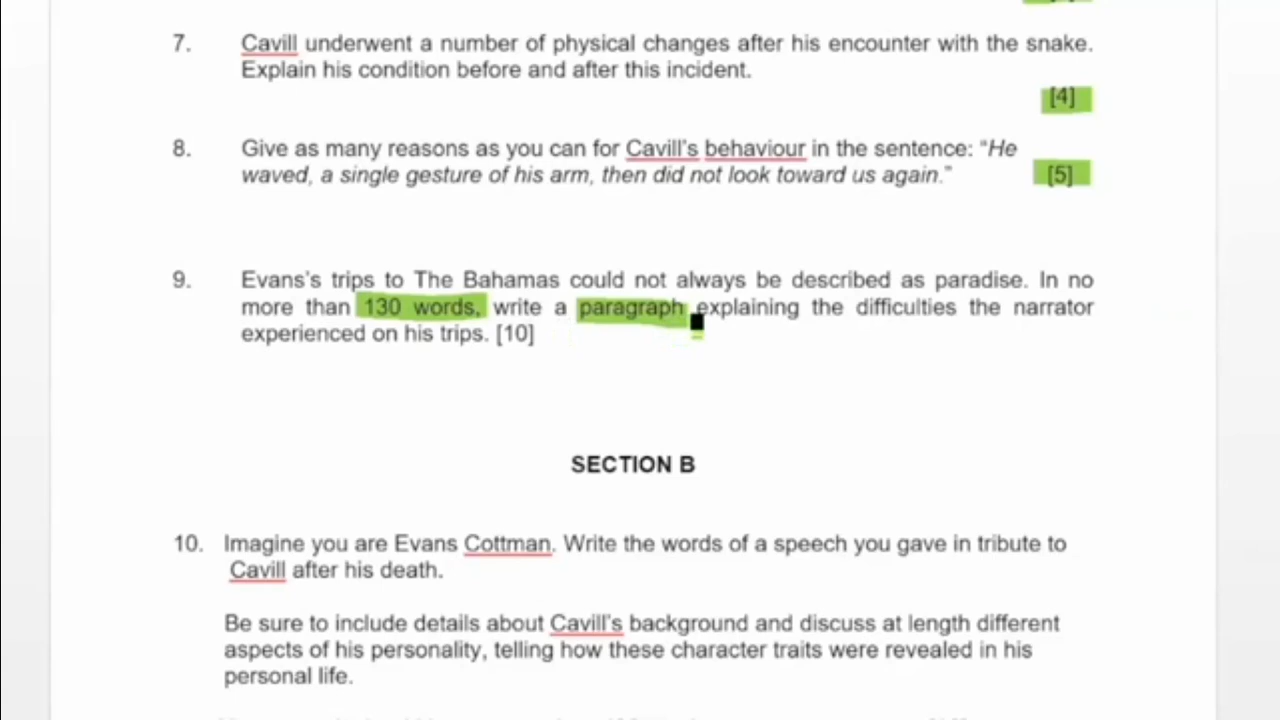 7. Cavill underwent a number of physical changes after his encounter with the snake.
Explain his condition before and after this incident.
[4]
8. Give as many reasons as you can for Cavill's behaviour in the sentence: "He
waved, a single gesture of his arm, then did not look toward us again." [5]
9. Evans's trips to The Bahamas could not always be described as paradise. In no
more than 130 words, write a paragraph explaining the difficulties the narrator
experienced on his trips. [10]
SECTION B
10. Imagine you are Evans Cottman. Write the words of a speech you gave in tribute to
Cavill after his death.
Be sure to include details about Cavill's background and discuss at length different
aspects of his personality, telling how these character traits were revealed in his
personal life.